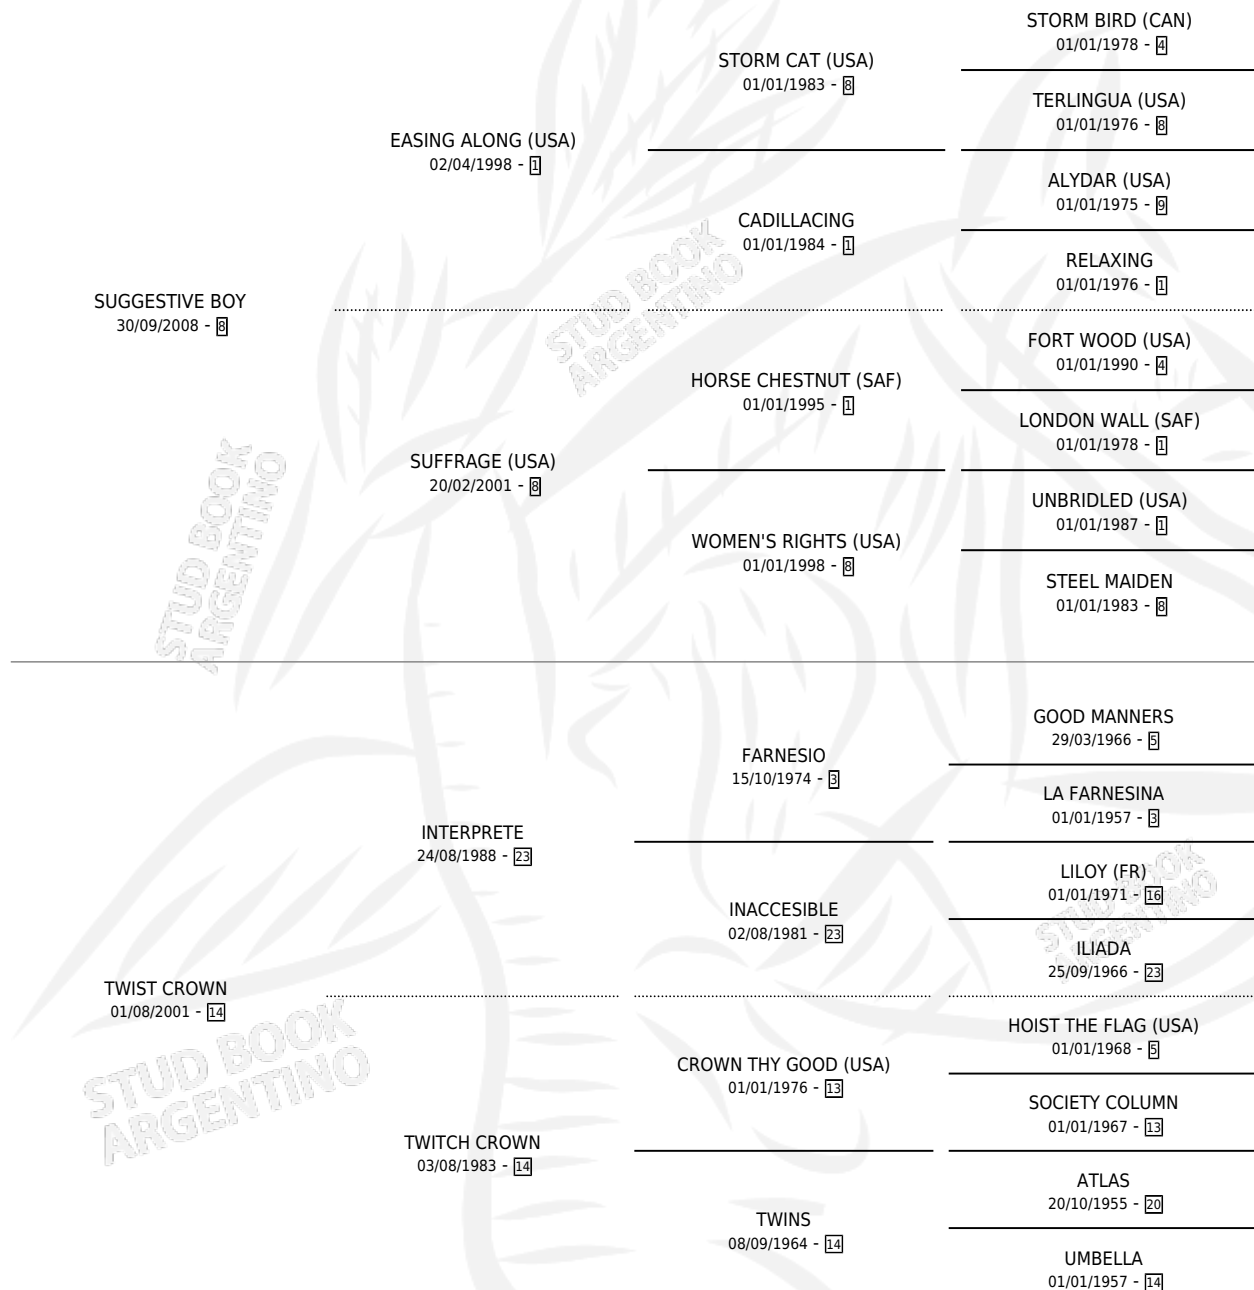 STORM BIRD (CAN)
01/01/1978 - 4
STORM CAT (USA)
01/01/1983 - 8
TERLINGUA (USA)
01/01/1976 - 8
EASING ALONG (USA)
02/04/1998 - 1
ALYDAR (USA)
01/01/1975 - 9
CADILLACING
01/01/1984 - 1
RELAXING
01/01/1976 - 1
SUGGESTIVE BOY
30/09/2008 - 8
FORT WOOD (USA)
01/01/1990 - 4
HORSE CHESTNUT (SAF)
01/01/1995 - 1
LONDON WALL (SAF)
01/01/1978 - 1
SUFFRAGE (USA)
20/02/2001 - 8
UNBRIDLED (USA)
01/01/1987 - 1
WOMEN'S RIGHTS (USA)
01/01/1998 - 8
STEEL MAIDEN
01/01/1983 - 8
GOOD MANNERS
29/03/1966 - 5
FARNESIO
15/10/1974 - 3
LA FARNESINA
01/01/1957 - 3
INTERPRETE
24/08/1988 - 23
LILOY (FR)
01/01/1971 - 16
INACCESIBLE
02/08/1981 - 23
ILIADA
25/09/1966 - 23
TWIST CROWN
01/08/2001 - 14
HOIST THE FLAG (USA)
01/01/1968 - 5
CROWN THY GOOD (USA)
01/01/1976 - 13
SOCIETY COLUMN
01/01/1967 - 13
TWITCH CROWN
03/08/1983 - 14
ATLAS
20/10/1955 - 20
TWINS
08/09/1964 - 14
UMBELLA
01/01/1957 - 14
STUD BOOK
ARGENTINO
STUD BOOK
ARGENTINO
STUD BOOK
ARGENTINO
STUD BOOK
ARGENTINO